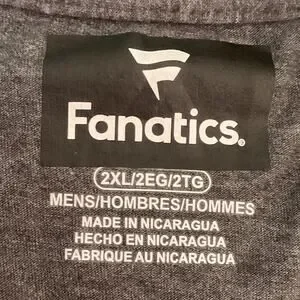 Fanatics®
2XL/2EG/2TG
MENS/HOMBRES/HOMMES
MADE IN NICARAGUA
HECHO EN NICARAGUA
FABRIQUE AU NICARAGUA